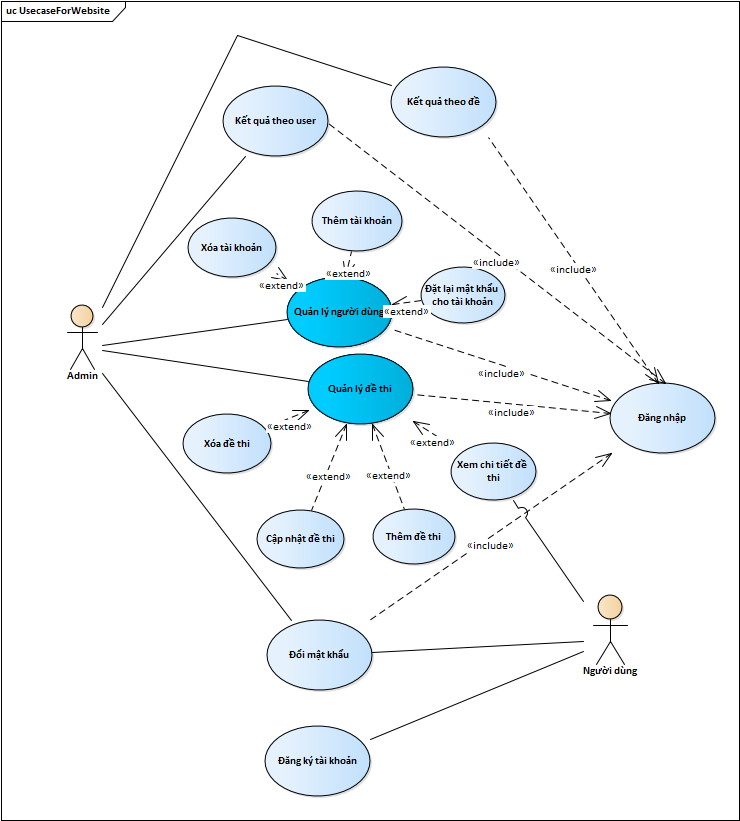 uc UsecaseForWebsite
Kết quả theo đề
Kết quả theo user
Thêm tài khoản
Xóa tài khoản
«include»
«include»
«extend»
«extend»
Đặt lại mật khẩu
cho tài khoản
Quản lý người dùng
«extend»
Admin
«include»
Quản lý đề thi
«include»
Đăng nhập
«extend»
Xóa đề thi
«extend»
Xem chi tiết đề
thi
«extend»
«extend»
Cập nhật đề thi
Thêm đề thi
«include»
Đổi mật khẩu
Người dùng
Đăng ký tài khoản